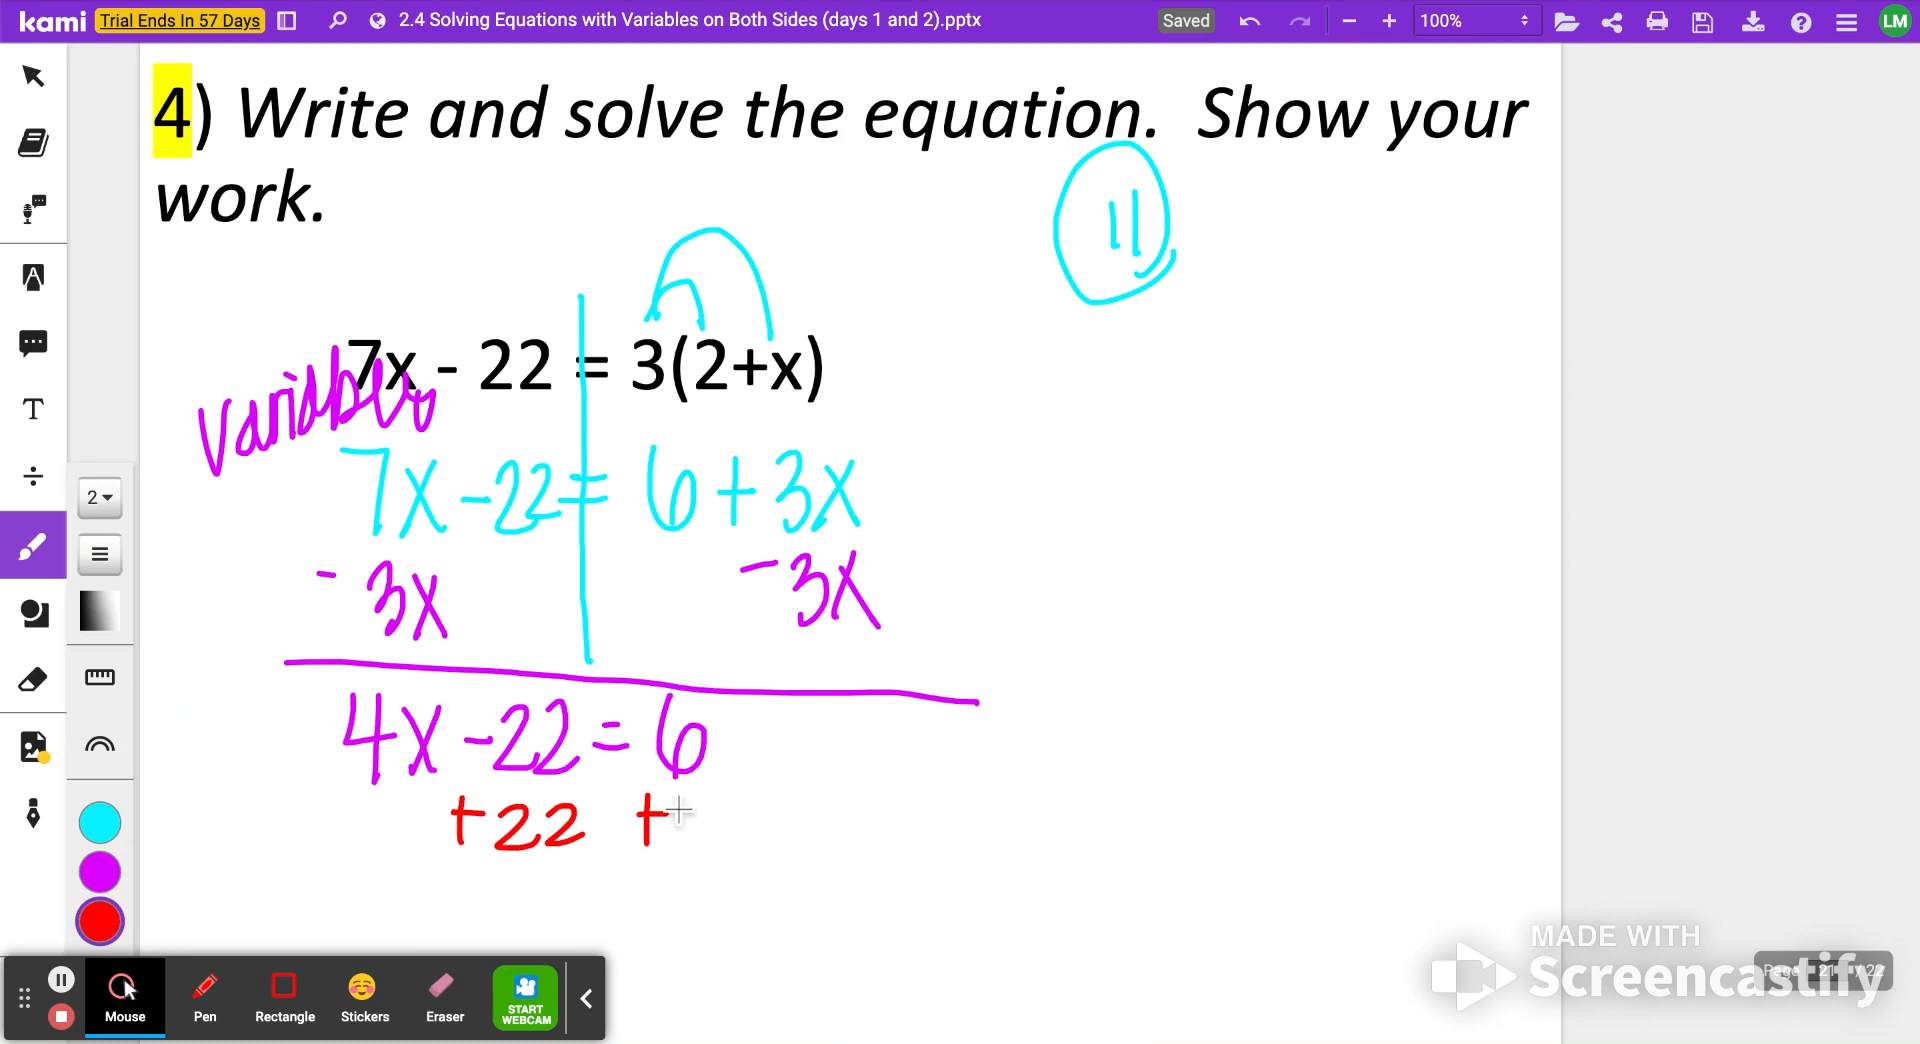 kami Trial Ends In 57 Days 2.4 Solving Equations with Variables on Both Sides (days 1 and 2).pptx Saved 100% LM
4) Write and solve the equation. Show your
work.
11
7x - 22 = 3(2+x)
variables
7x -22 = 6 + 3x
2
- 3x - 3x
4x -22 = 6
+22 +
MADE WITH
Screencastify
Page 21 / 22
Mouse Pen Rectangle Stickers Eraser START
WEBCAM